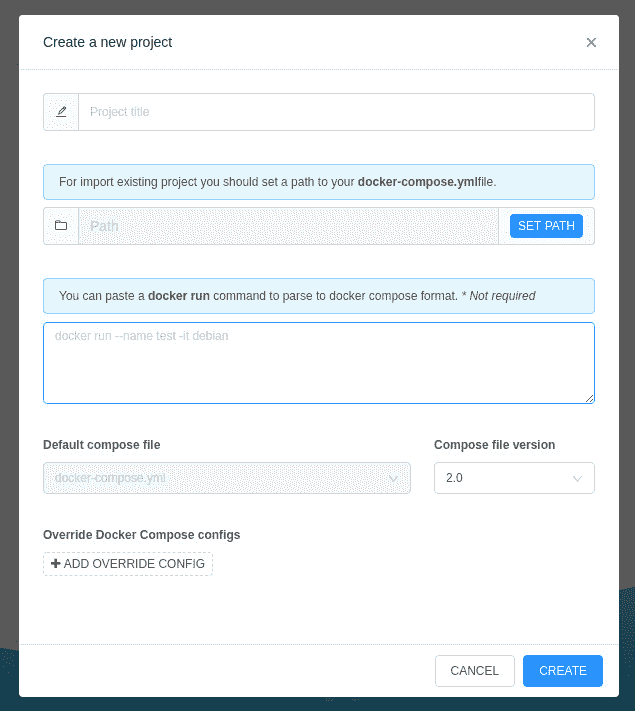 Create a new project
Project title
For import existing project you should set a path to your docker-compose.ymlfile.
Path
SET PATH
You can paste a docker run command to parse to docker compose format. * Not required
docker run --name test -it debian
Default compose file
Compose file version
docker-compose.yml
2.0
Override Docker Compose configs
ADD OVERRIDE CONFIG
CANCEL
CREATE